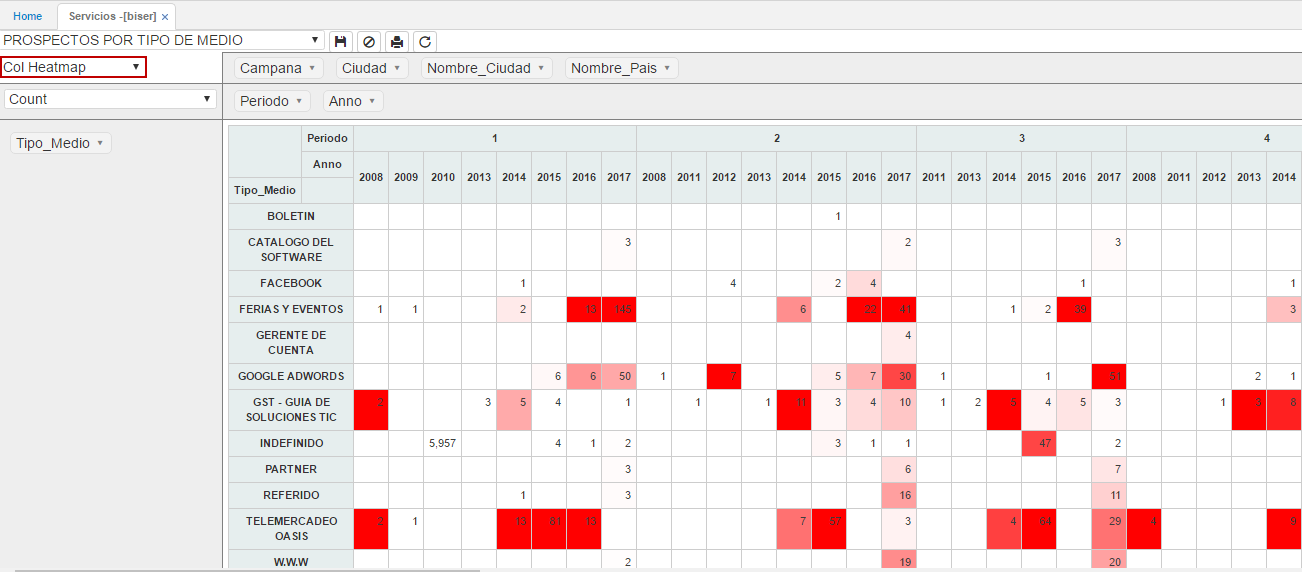 Home Servicios -[biser] ×
PROSPECTOS POR TIPO DE MEDIO
Col Heatmap Campana Ciudad Nombre_Ciudad Nombre_Pais
Count Periodo Anno
Tipo_Medio
Periodo 1 2 3 4
Anno
2008 2009 2010 2013 2014 2015 2016 2017 2008 2011 2012 2013 2014 2015 2016 2017 2011 2013 2014 2015 2016 2017 2008 2011 2012 2013 2014
Tipo_Medio
BOLETIN 1
CATALOGO DEL
SOFTWARE 3 2 3
FACEBOOK 1 4 2 4 1 1
FERIAS Y EVENTOS 1 1 2 13 145 6 22 41 1 2 39 3
GERENTE DE
CUENTA 4
GOOGLE ADWORDS 6 6 50 1 7 5 7 30 1 1 51 2 1
GST - GUIA DE
SOLUCIONES TIC 2 3 5 4 1 1 1 11 3 4 10 1 2 5 4 5 3 1 3 8
INDEFINIDO 5,957 4 1 2 3 1 1 47 2
PARTNER 3 6 7
REFERIDO 1 3 16 11
TELEMERCADEO
OASIS 2 1 13 81 13 7 57 3 4 64 29 4 9
W.W.W 2 19 20